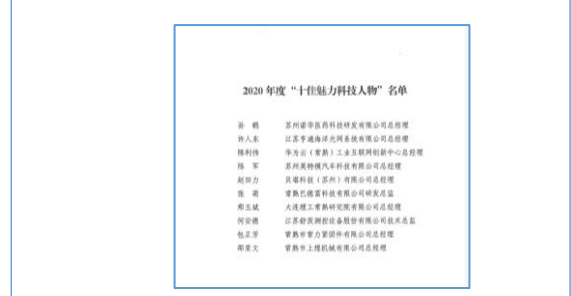 2020 年度“十佳魅力科技人物”名单
孙 鹤 苏州诺华医药科技研发有限公司总经理
许人东 江苏亨通海洋光网系统有限公司总经理
陈利伟 华为云（常熟）工业互联网创新中心总经理
陈 军 苏州英特模汽车科技有限公司总经理
赵田力 贝塔科技（苏州）有限公司总经理
张 萌 常熟巴德富科技有限公司研发总监
郑玉斌 大连理工常熟研究院有限公司总经理
何安德 江苏舒茨测控设备股份有限公司技术总监
包正芳 常熟市常力紧固件有限公司总经理
邵景文 常熟市上煌机械有限公司总经理